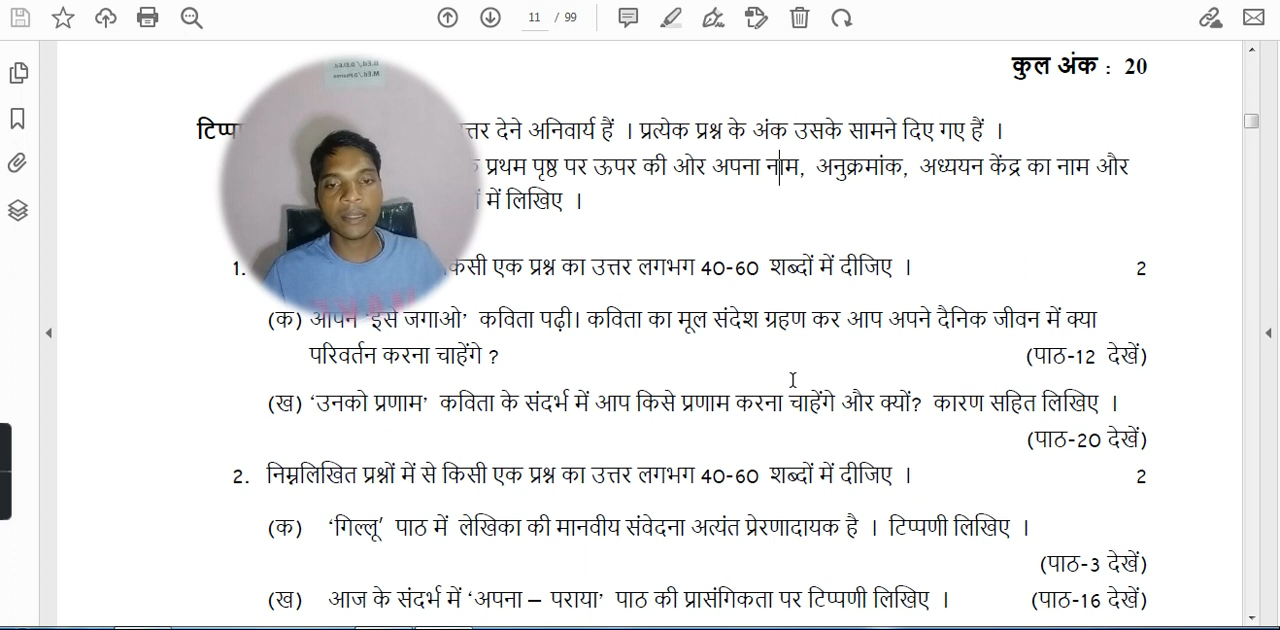 11 / 99
कुल अंक : 20
टिप्प त्तर देने अनिवार्य हैं । प्रत्येक प्रश्न के अंक उसके सामने दिए गए हैं ।
प्रथम पृष्ठ पर ऊपर की ओर अपना नाम, अनुक्रमांक, अध्ययन केंद्र का नाम और
में लिखिए ।
1. किसी एक प्रश्न का उत्तर लगभग 40-60 शब्दों में दीजिए । 2
(क) आपने ‘इसे जगाओ’ कविता पढ़ी। कविता का मूल संदेश ग्रहण कर आप अपने दैनिक जीवन में क्या
परिवर्तन करना चाहेंगे ? (पाठ-12 देखें)
(ख) ‘उनको प्रणाम’ कविता के संदर्भ में आप किसे प्रणाम करना चाहेंगे और क्यों? कारण सहित लिखिए ।
(पाठ-20 देखें)
2. निम्नलिखित प्रश्नों में से किसी एक प्रश्न का उत्तर लगभग 40-60 शब्दों में दीजिए । 2
(क) ‘गिल्लू’ पाठ में लेखिका की मानवीय संवेदना अत्यंत प्रेरणादायक है । टिप्पणी लिखिए ।
(पाठ-3 देखें)
(ख) आज के संदर्भ में ‘अपना – पराया’ पाठ की प्रासंगिकता पर टिप्पणी लिखिए । (पाठ-16 देखें)